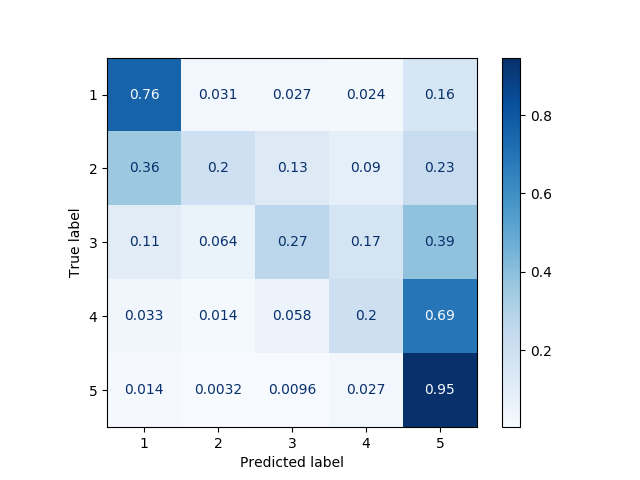 1 0.76 0.031 0.027 0.024 0.16
2 0.36 0.2 0.13 0.09 0.23
3 0.11 0.064 0.27 0.17 0.39
4 0.033 0.014 0.058 0.2 0.69
5 0.014 0.0032 0.0096 0.027 0.95
1 2 3 4 5
Predicted label
True label
0.8
0.6
0.4
0.2